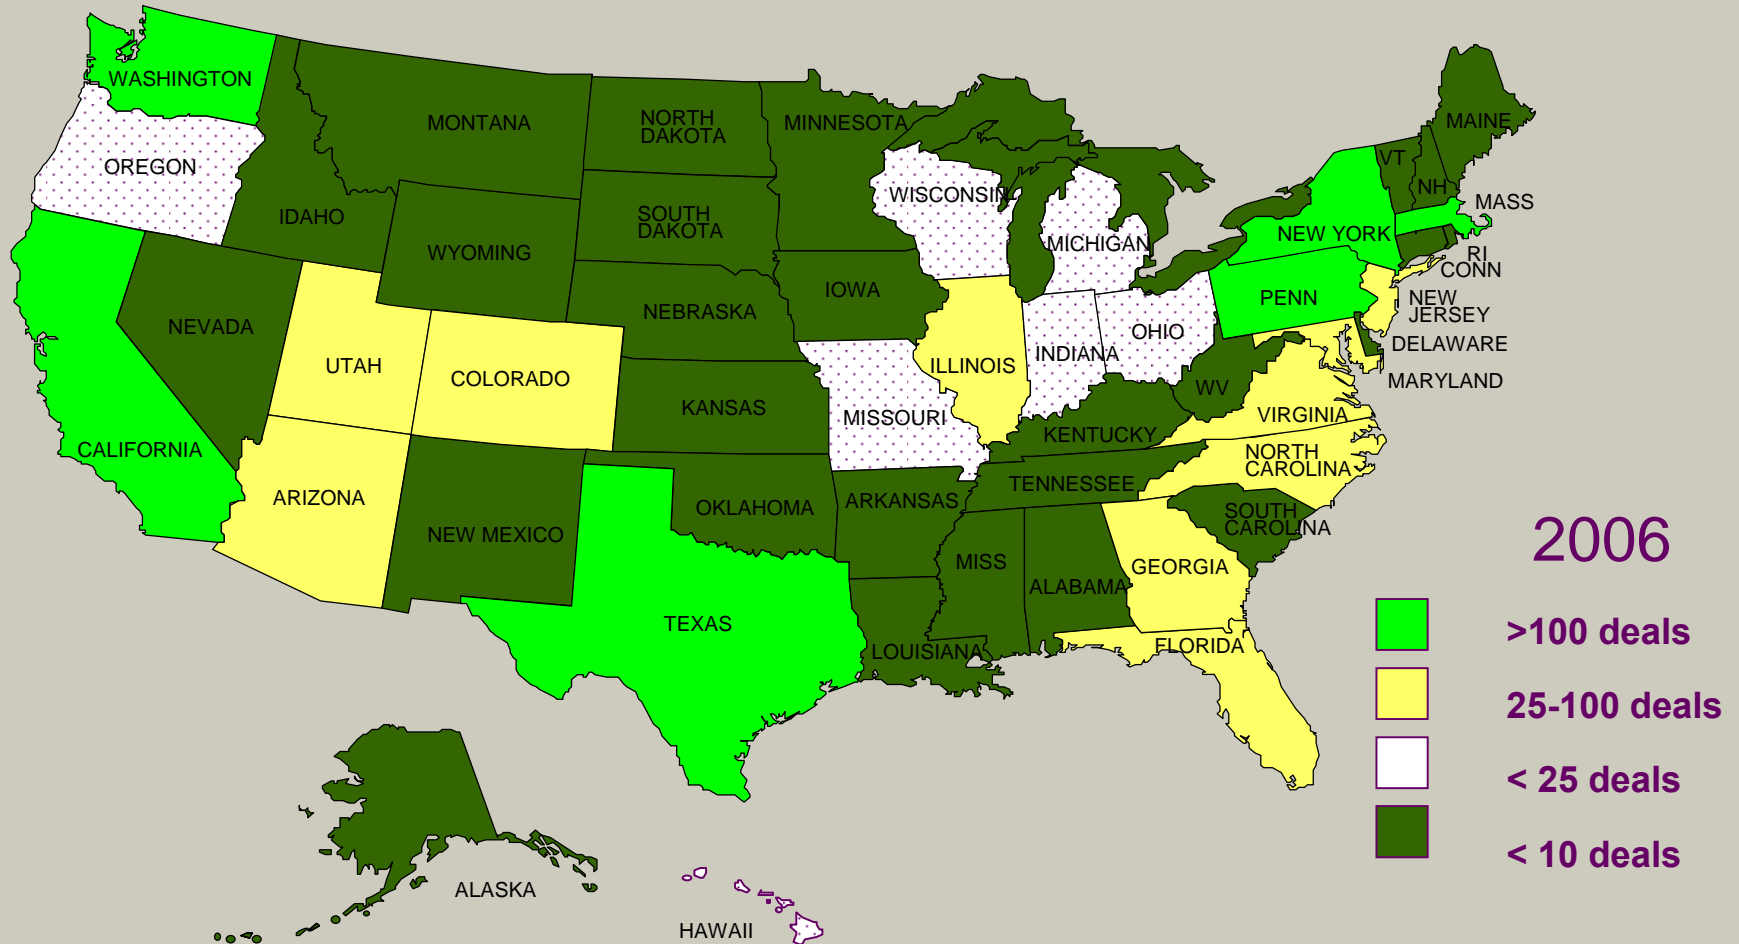 WASHINGTON
MONTANA
NORTH
DAKOTA
MINNESOTA
MAINE
OREGON
VT
NH
WISCONSIN
MASS
IDAHO
SOUTH
DAKOTA
NEW YORK
MICHIGAN
WYOMING
RI
CONN
IOWA
PENN
NEW
JERSEY
NEBRASKA
NEVADA
OHIO
DELAWARE
INDIANA
UTAH
ILLINOIS
COLORADO
MARYLAND
WV
KANSAS
MISSOURI
VIRGINIA
KENTUCKY
CALIFORNIA
NORTH
CAROLINA
TENNESSEE
ARIZONA
ARKANSAS
OKLAHOMA
SOUTH
CAROLINA
NEW MEXICO
MISS
GEORGIA
ALABAMA
TEXAS
FLORIDA
LOUISIANA
ALASKA
HAWAII
2006
>100 deals
25-100 deals
< 25 deals
< 10 deals